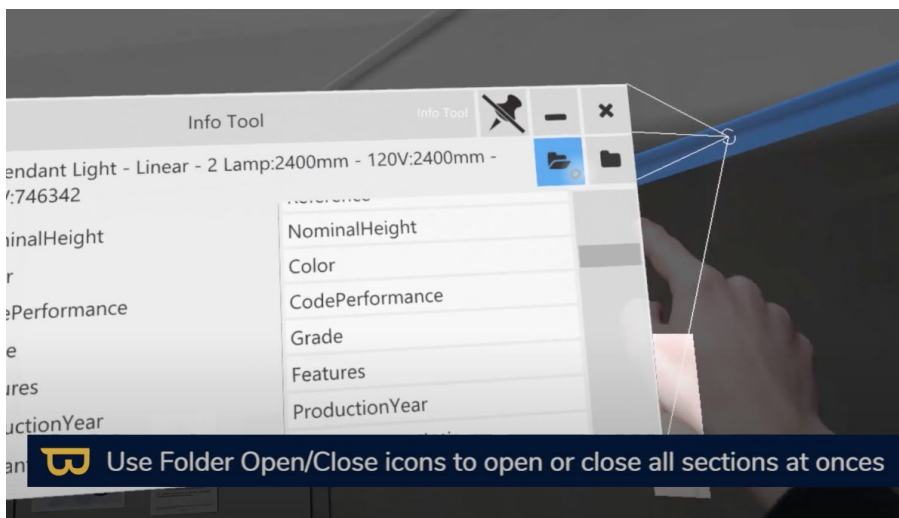 Info Tool
Info Tool
endant Light - Linear - 2 Lamp:2400mm - 120V:2400mm -
V:746342
inalHeight
NominalHeight
r
Color
ePerformance
CodePerformance
e
Grade
ures
Features
uctionYear
ProductionYear
Use Folder Open/Close icons to open or close all sections at onces